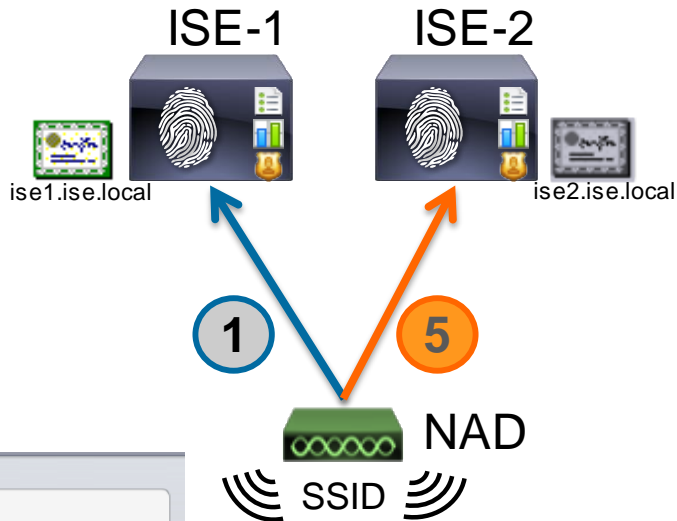 ISE-1
ISE-2
ise1.ise.local
ise2.ise.local
1
5
NAD
SSID